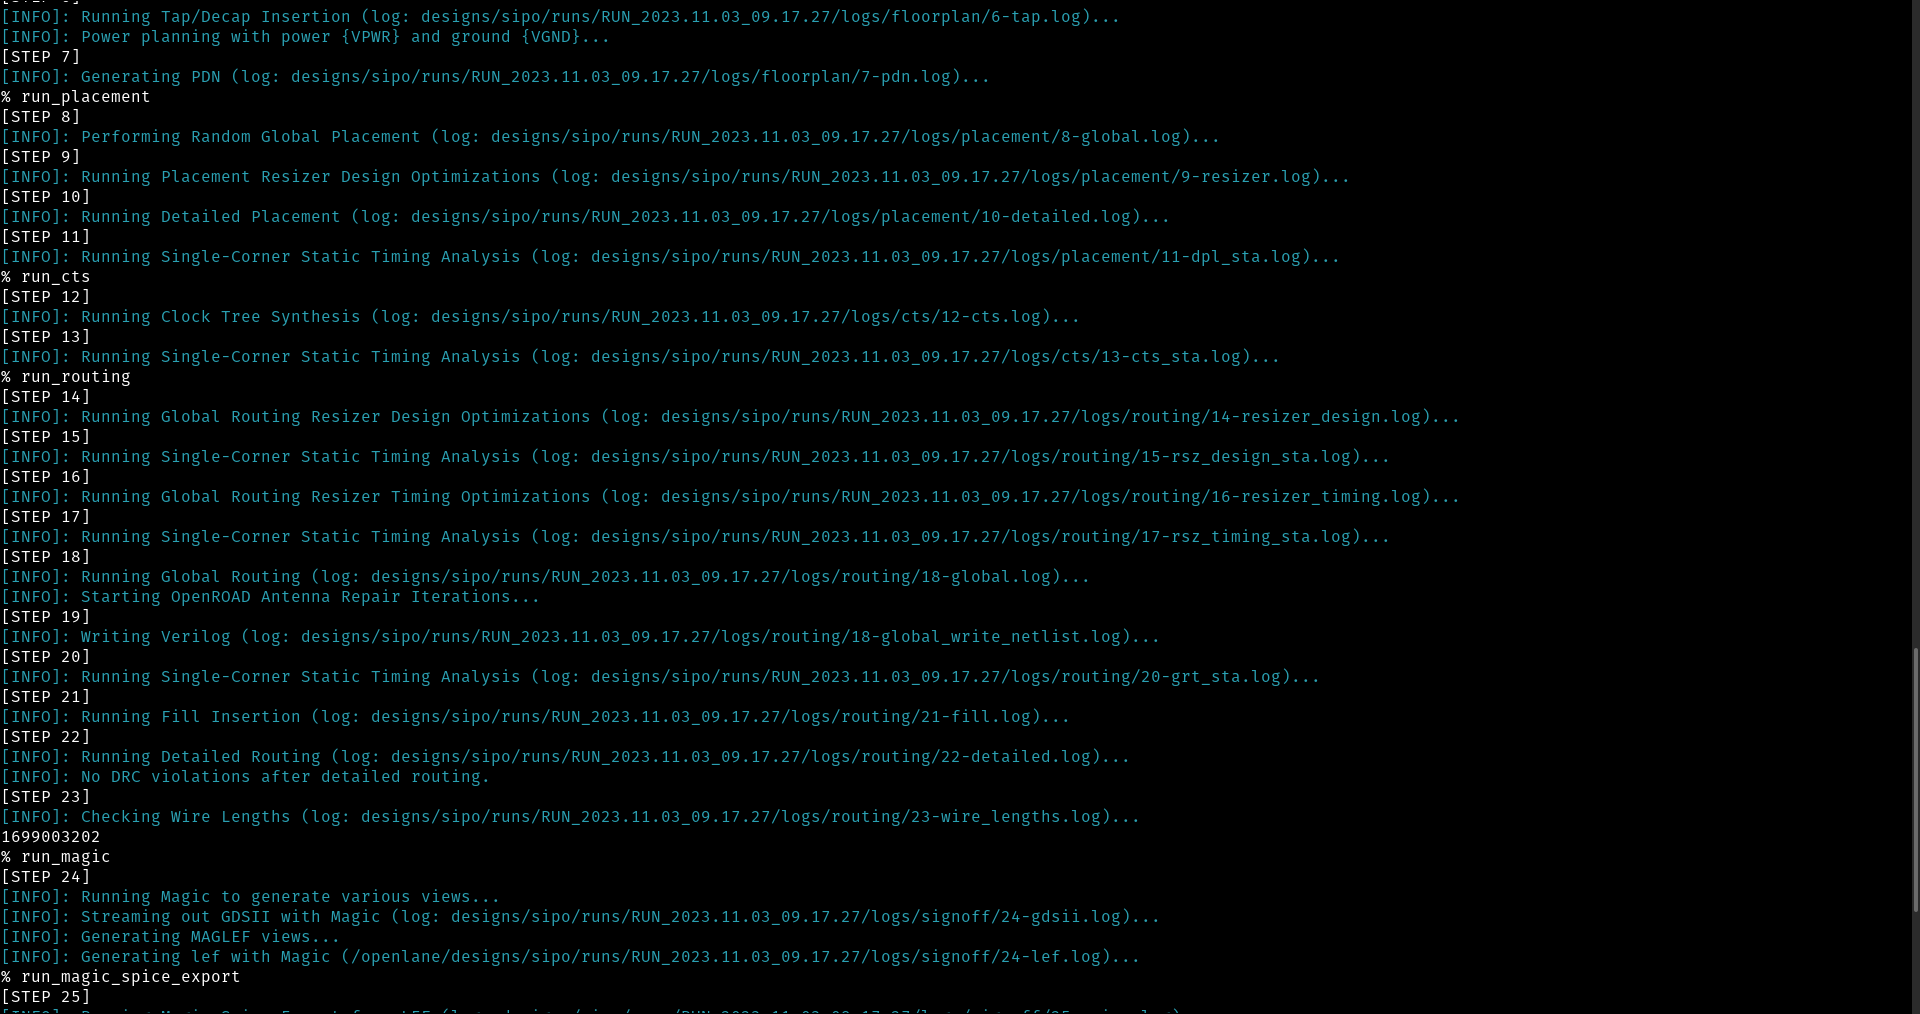 [INFO]: Running Tap/Decap Insertion (log: designs/sipo/runs/RUN_2023.11.03_09.17.27/logs/floorplan/6-tap.log)...
[INFO]: Power planning with power {VPWR} and ground {VGND}...
[STEP 7]
[INFO]: Generating PDN (log: designs/sipo/runs/RUN_2023.11.03_09.17.27/logs/floorplan/7-pdn.log)...
% run_placement
[STEP 8]
[INFO]: Performing Random Global Placement (log: designs/sipo/runs/RUN_2023.11.03_09.17.27/logs/placement/8-global.log)...
[STEP 9]
[INFO]: Running Placement Resizer Design Optimizations (log: designs/sipo/runs/RUN_2023.11.03_09.17.27/logs/placement/9-resizer.log)...
[STEP 10]
[INFO]: Running Detailed Placement (log: designs/sipo/runs/RUN_2023.11.03_09.17.27/logs/placement/10-detailed.log)...
[STEP 11]
[INFO]: Running Single-Corner Static Timing Analysis (log: designs/sipo/runs/RUN_2023.11.03_09.17.27/logs/placement/11-dpl_sta.log)...
% run_cts
[STEP 12]
[INFO]: Running Clock Tree Synthesis (log: designs/sipo/runs/RUN_2023.11.03_09.17.27/logs/cts/12-cts.log)...
[STEP 13]
[INFO]: Running Single-Corner Static Timing Analysis (log: designs/sipo/runs/RUN_2023.11.03_09.17.27/logs/cts/13-cts_sta.log)...
% run_routing
[STEP 14]
[INFO]: Running Global Routing Resizer Design Optimizations (log: designs/sipo/runs/RUN_2023.11.03_09.17.27/logs/routing/14-resizer_design.log)...
[STEP 15]
[INFO]: Running Single-Corner Static Timing Analysis (log: designs/sipo/runs/RUN_2023.11.03_09.17.27/logs/routing/15-rsz_design_sta.log)...
[STEP 16]
[INFO]: Running Global Routing Resizer Timing Optimizations (log: designs/sipo/runs/RUN_2023.11.03_09.17.27/logs/routing/16-resizer_timing.log)...
[STEP 17]
[INFO]: Running Single-Corner Static Timing Analysis (log: designs/sipo/runs/RUN_2023.11.03_09.17.27/logs/routing/17-rsz_timing_sta.log)...
[STEP 18]
[INFO]: Running Global Routing (log: designs/sipo/runs/RUN_2023.11.03_09.17.27/logs/routing/18-global.log)...
[INFO]: Starting OpenROAD Antenna Repair Iterations...
[STEP 19]
[INFO]: Writing Verilog (log: designs/sipo/runs/RUN_2023.11.03_09.17.27/logs/routing/18-global_write_netlist.log)...
[STEP 20]
[INFO]: Running Single-Corner Static Timing Analysis (log: designs/sipo/runs/RUN_2023.11.03_09.17.27/logs/routing/20-grt_sta.log)...
[STEP 21]
[INFO]: Running Fill Insertion (log: designs/sipo/runs/RUN_2023.11.03_09.17.27/logs/routing/21-fill.log)...
[STEP 22]
[INFO]: Running Detailed Routing (log: designs/sipo/runs/RUN_2023.11.03_09.17.27/logs/routing/22-detailed.log)...
[INFO]: No DRC violations after detailed routing.
[STEP 23]
[INFO]: Checking Wire Lengths (log: designs/sipo/runs/RUN_2023.11.03_09.17.27/logs/routing/23-wire_lengths.log)...
1699003202
% run_magic
[STEP 24]
[INFO]: Running Magic to generate various views...
[INFO]: Streaming out GDSII with Magic (log: designs/sipo/runs/RUN_2023.11.03_09.17.27/logs/signoff/24-gdsii.log)...
[INFO]: Generating MAGLEF views...
[INFO]: Generating lef with Magic (/openlane/designs/sipo/runs/RUN_2023.11.03_09.17.27/logs/signoff/24-lef.log)...
% run_magic_spice_export
[STEP 25]